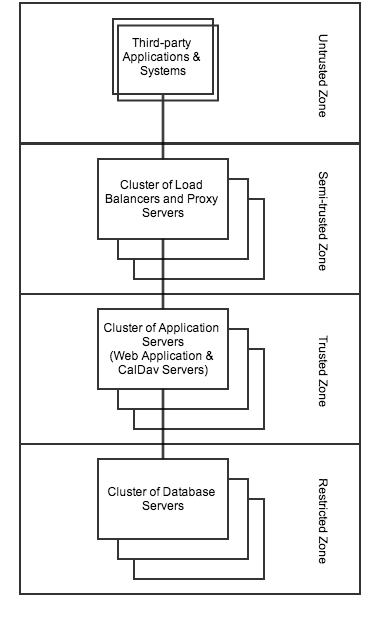 Third-party
Applications &
Systems
Untrusted Zone
Cluster of Load
Balancers and Proxy
Servers
Semi-trusted Zone
Cluster of Application
Servers
(Web Application &
CalDav Servers)
Trusted Zone
Cluster of Database
Servers
Restricted Zone